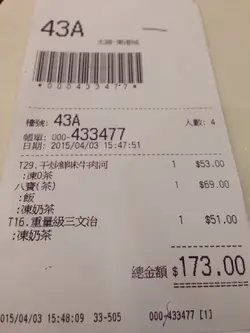 43A
*000433477*
檯號: 43A 人數: 4
帳單: 000-433477
日期: 2015/04/03 15:47:51
T29.干炒鮮味牛肉河 1 $53.00
:凍0茶
八寶(茶) 1 $69.00
:飯
:凍奶茶
T16.重量級三文治 1 $51.00
:凍奶茶
總金額 $173.00
2015/04/03 15:48:09 33-505 000-433477 [1]